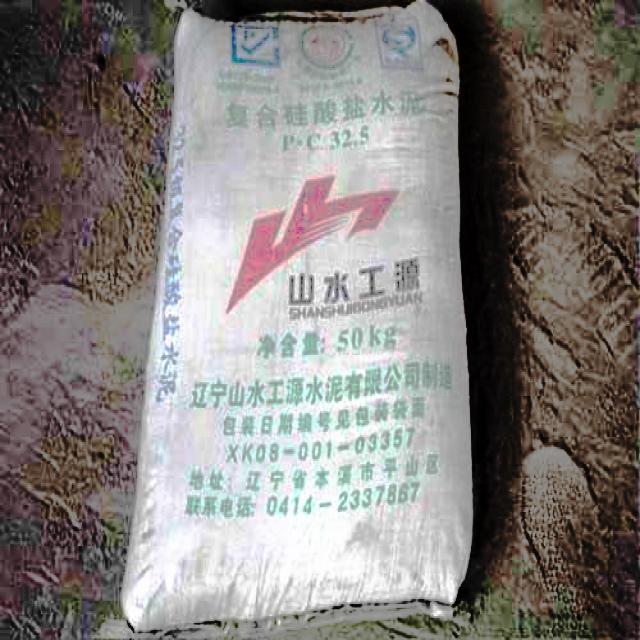 复合硅酸盐水泥
P·C 32.5
山水工源
SHANSHUIGONGYUAN
净含量: 50kg
辽宁山水工源水泥有限公司制造
包装日期编号见包装袋面
XK08-001-03357
地址: 辽宁省本溪市平山区
联系电话: 0414-2337867